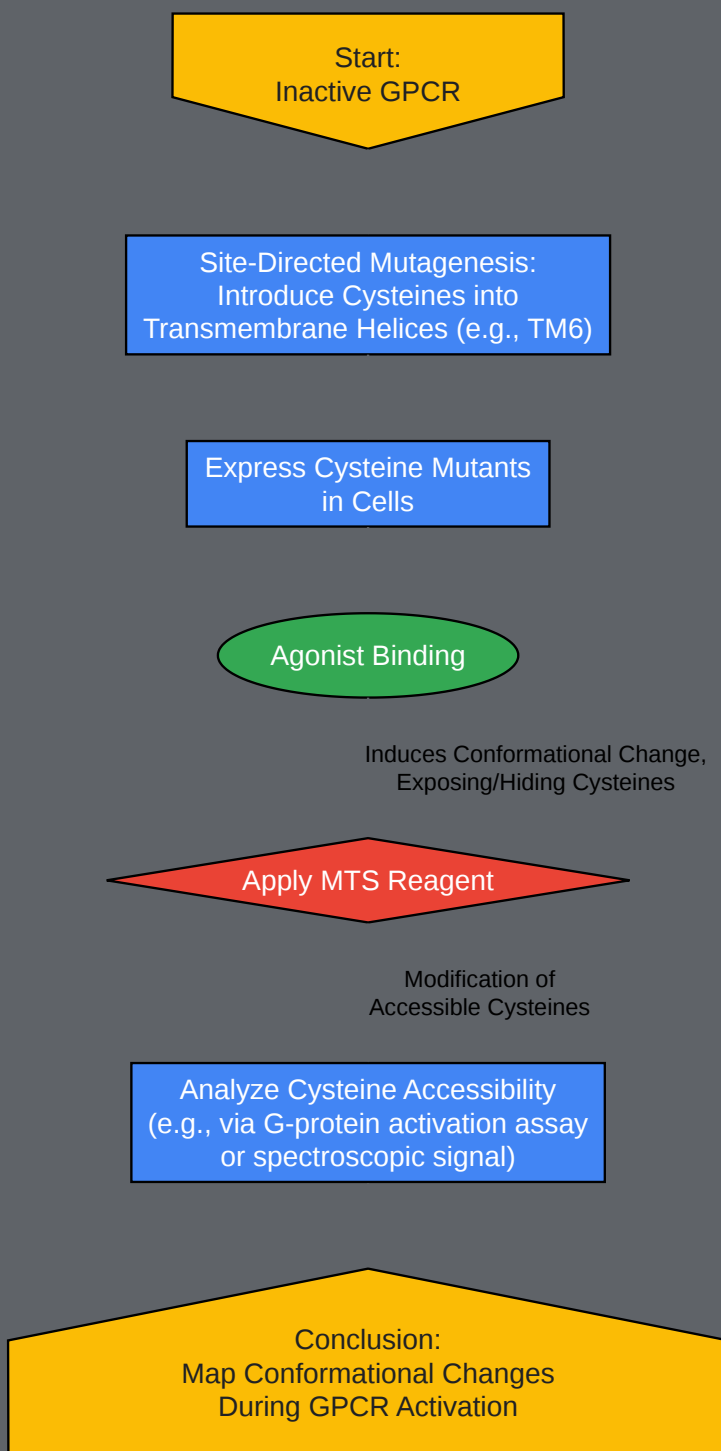 Start:
Inactive GPCR
Site-Directed Mutagenesis:
Introduce Cysteines into
Transmembrane Helices (e.g., TM6)
Express Cysteine Mutants
in Cells
Agonist Binding
Induces Conformational Change,
Exposing/Hiding Cysteines
Apply MTS Reagent
Modification of
Accessible Cysteines
Analyze Cysteine Accessibility
(e.g., via G-protein activation assay
or spectroscopic signal)
Conclusion:
Map Conformational Changes
During GPCR Activation